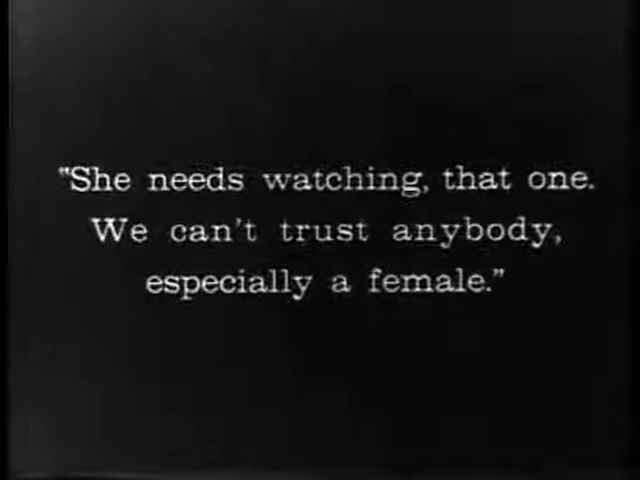 "She needs watching, that one.
We can't trust anybody,
especially a female."